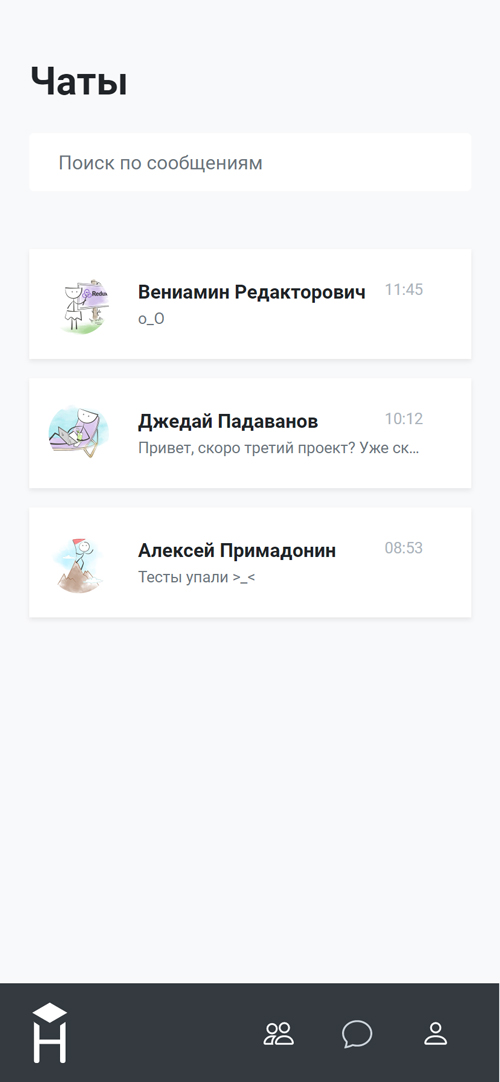 Чаты
Поиск по сообщениям
Вениамин Редакторович 11:45
o_O
Джедай Падаванов 10:12
Привет, скоро третий проект? Уже ск...
Алексей Примадонин 08:53
Тесты упали >_<
H